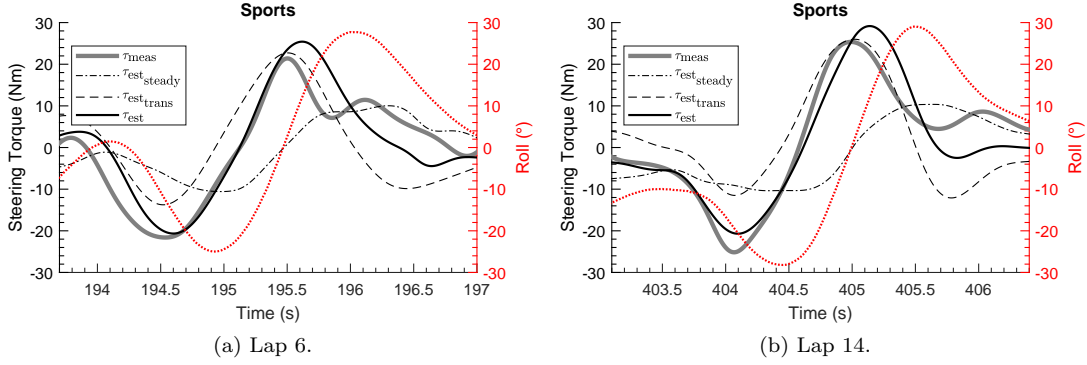 Sports
Steering Torque (Nm)
30
20
10
0
-10
-20
-30
τmeas
τest steady
τest trans
τest
30
20
10
0
-10
-20
-30
Roll (°)
194
194.5
195
195.5
196
196.5
197
Time (s)
(a) Lap 6.
Sports
Steering Torque (Nm)
30
20
10
0
-10
-20
-30
τmeas
τest steady
τest trans
τest
30
20
10
0
-10
-20
-30
Roll (°)
403.5
404
404.5
405
405.5
406
Time (s)
(b) Lap 14.